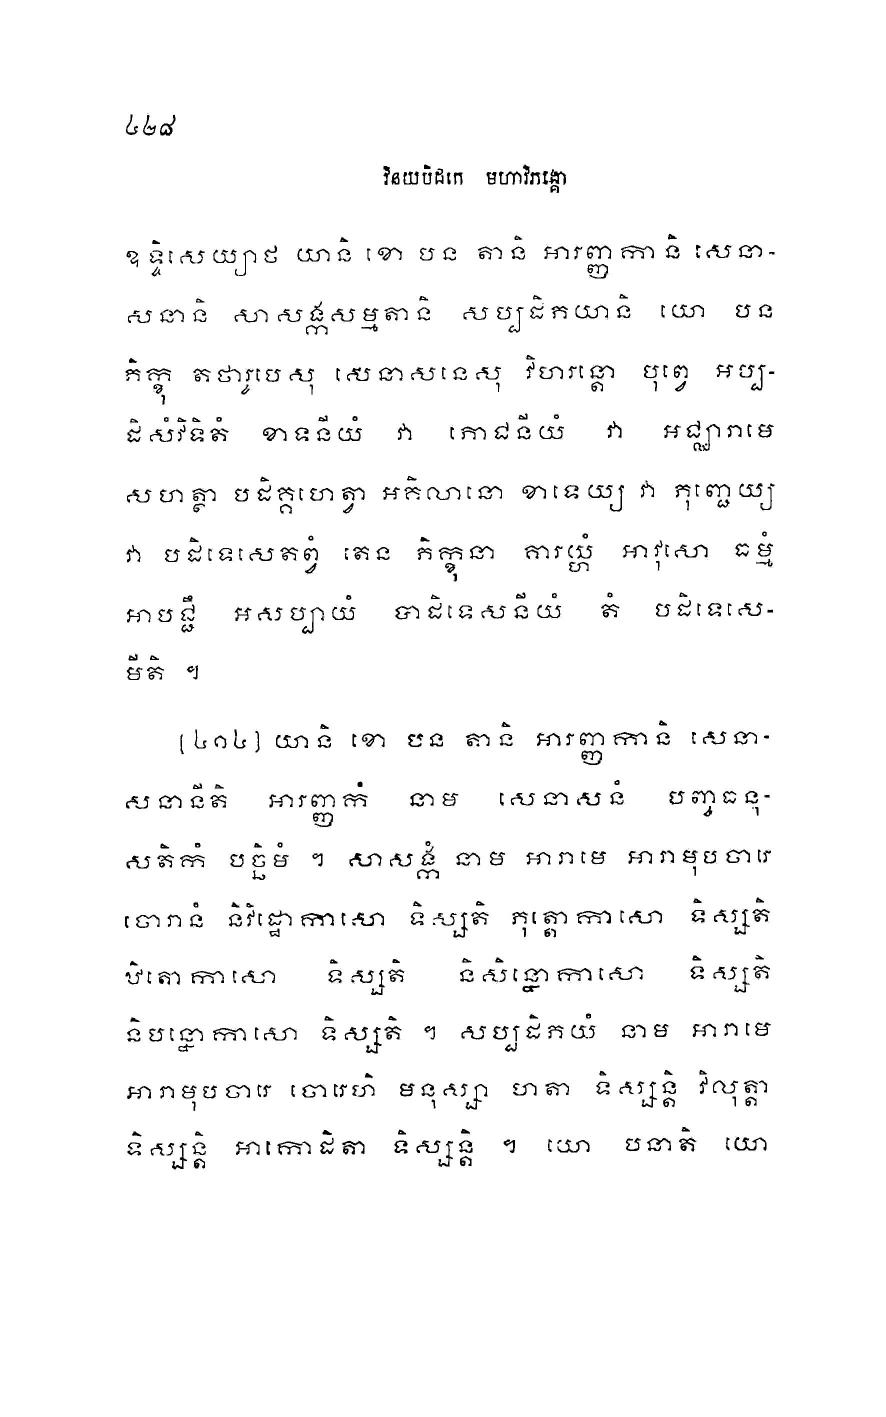 ៤២៨
វិនយបិដកេ មហាវិភង្គោ
ឧទ្ទិសេយ្យាថ យានិ ខោ បន តានិ អារញ្ញកានិ សេនា-
សនានិ សាសង្កសម្មតានិ សប្បដិភយានិ យោ បន
ភិក្ខុ តថារូបេសុ សេនាសនេសុ វិហរន្តោ បុព្វេ អប្ប-
ដិសំវិទិតំ ខាទនីយំ វា ភោជនីយំ វា អជ្ឈារាមេ
សហត្ថា បដិគ្គហេត្វា អគិលានោ ខាទេយ្យ វា ភុញ្ជេយ្យ
វា បដិទេសេតព្វំ តេន ភិក្ខុនា គារយ្ហំ អាវុសោ ធម្មំ
អាបជ្ជឹ អសប្បាយំ បាដិទេសនីយំ តំ បដិទេសេ-
មីតិ ។
(៤០៤) យានិ ខោ បន តានិ អារញ្ញកានិ សេនា-
សនានីតិ អារញ្ញកំ នាម សេនាសនំ បញ្ចធនុ-
សតិកំ បច្ឆិមំ ។ សាសង្កំ នាម អារាមេ អារាមុបចារេ
ចោរានំ និវិដ្ឋោកាសោ ទិស្សតិ ភុត្តោកាសោ ទិស្សតិ
ឋិតោកាសោ ទិស្សតិ និសិន្នោកាសោ ទិស្សតិ
និបន្នោកាសោ ទិស្សតិ ។ សប្បដិភយំ នាម អារាមេ
អារាមុបចារេ ចោរេហិ មនុស្សា ហតា ទិស្សន្តិ វិលុត្តា
ទិស្សន្តិ អាកោដិតា ទិស្សន្តិ ។ យោ បនាតិ យោ